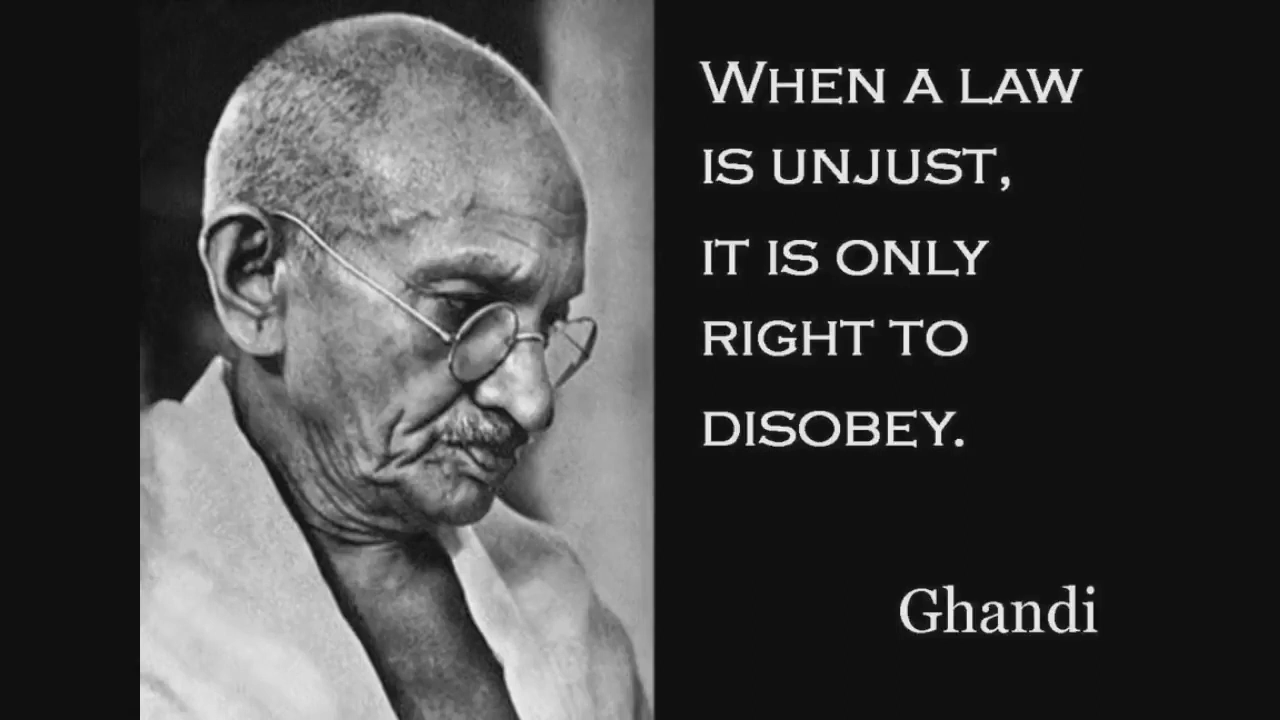 WHEN A LAW
IS UNJUST,
IT IS ONLY
RIGHT TO
DISOBEY.
Ghandi